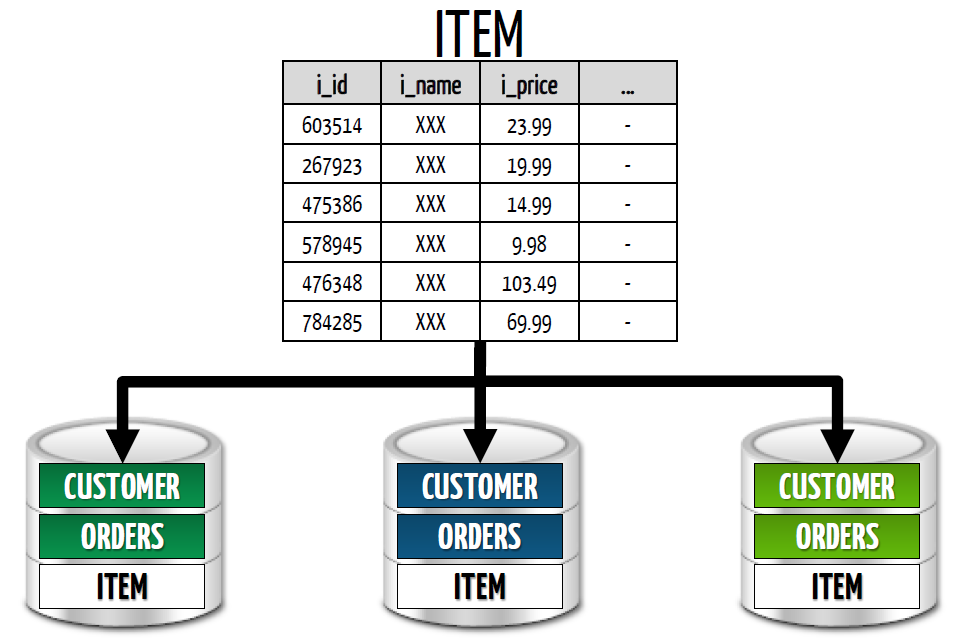 ITEM
i_id i_name i_price ...
603514 XXX 23.99 -
267923 XXX 19.99 -
475386 XXX 14.99 -
578945 XXX 9.98 -
476348 XXX 103.49 -
784285 XXX 69.99 -
CUSTOMER CUSTOMER CUSTOMER
ORDERS ORDERS ORDERS
ITEM ITEM ITEM